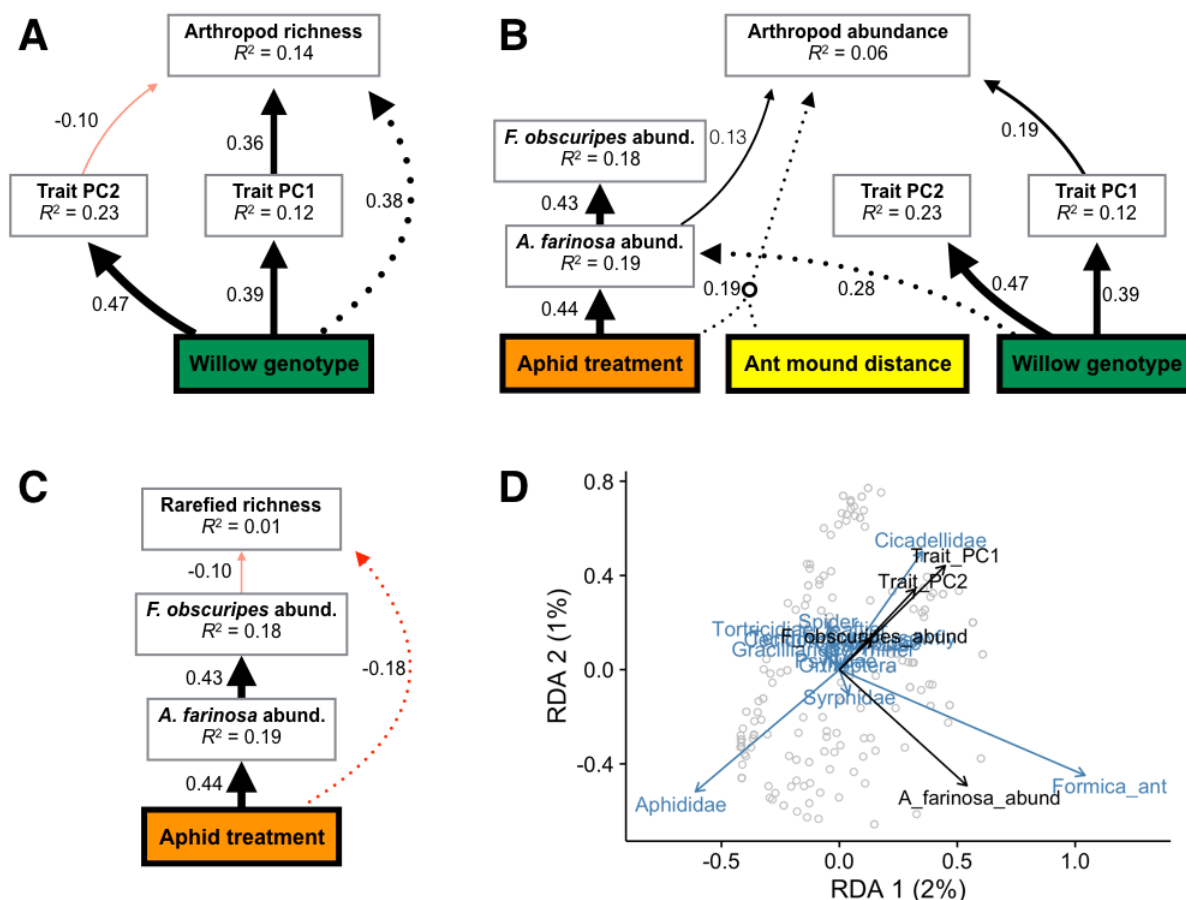 A
Arthropod richness
R² = 0.14
-0.10
0.36
0.38
Trait PC2
R² = 0.23
Trait PC1
R² = 0.12
0.47
0.39
Willow genotype
B
Arthropod abundance
R² = 0.06
F. obscuripes abund.
R² = 0.18
0.13
0.19
0.43
Trait PC2
R² = 0.23
Trait PC1
R² = 0.12
A. farinosa abund.
R² = 0.19
0.44
0.19
0.28
0.47
0.39
Aphid treatment
Ant mound distance
Willow genotype
C
Rarefied richness
R² = 0.01
-0.10
F. obscuripes abund.
R² = 0.18
0.43
-0.18
A. farinosa abund.
R² = 0.19
0.44
Aphid treatment
D
RDA 2 (1%)
0.8
0.4
0.0
-0.4
Cicadellidae
Trait_PC1
Trait_PC2
Spider
F_obscuripes_abund
Syrphidae
Formica_ant
A_farinosa_abund
Aphididae
-0.5
0.0
0.5
1.0
RDA 1 (2%)